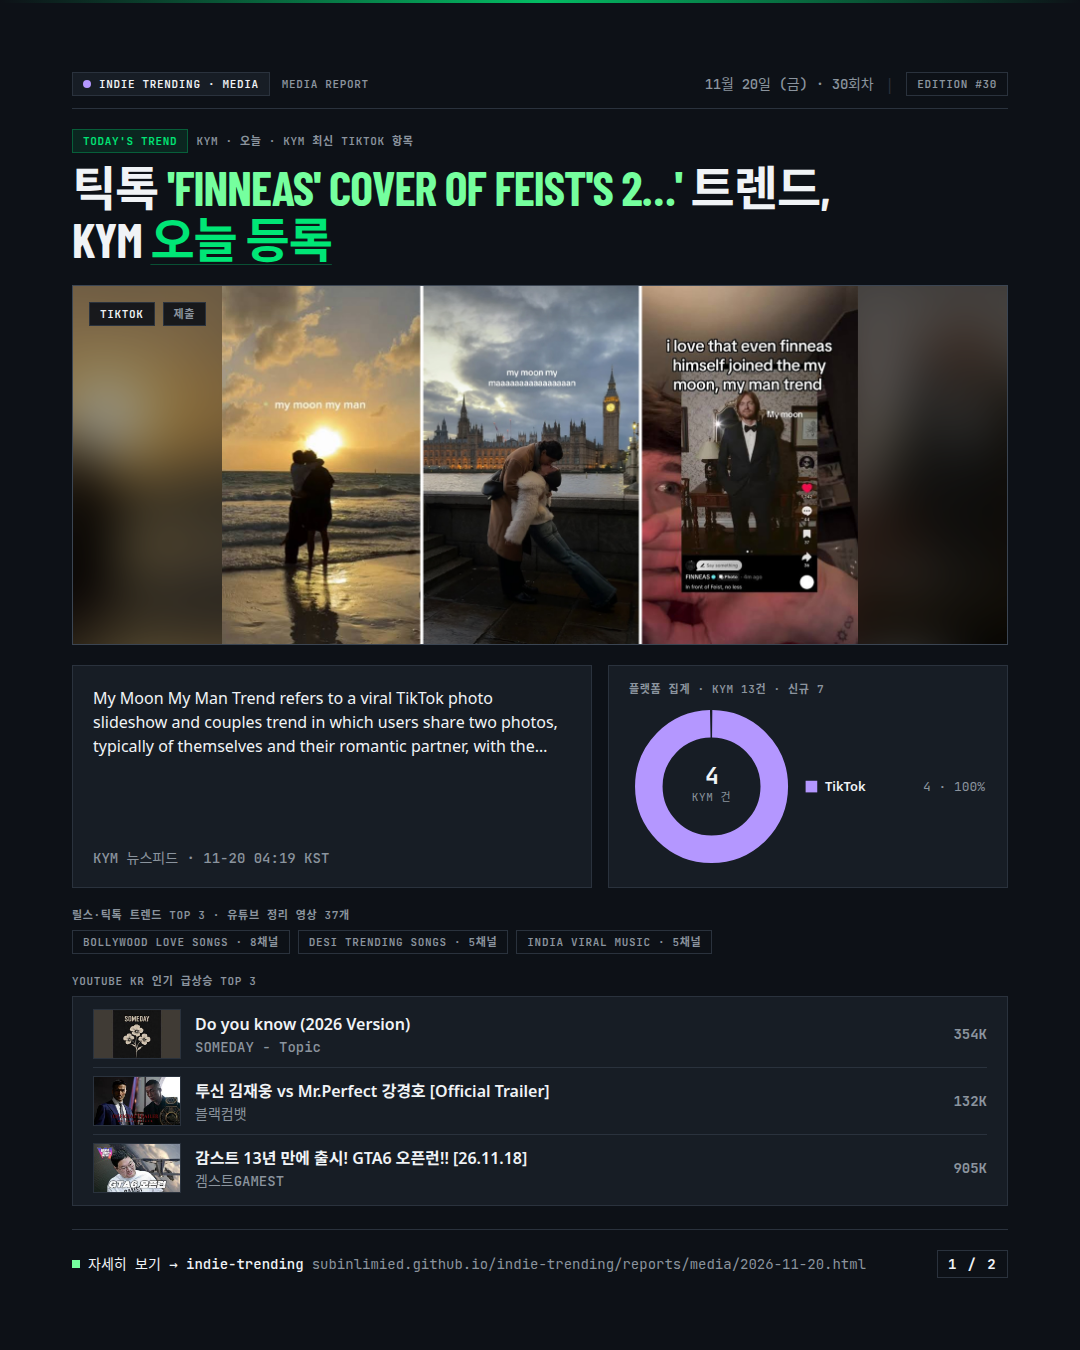 INDIE TRENDING · MEDIA MEDIA REPORT 11월 20일 (금) · 30회차 EDITION #30
TODAY'S TREND KYM · 오늘 · KYM 최신 TIKTOK 항목
틱톡 'FINNEAS' COVER OF FEIST'S 2...' 트렌드,
KYM 오늘 등록
TIKTOK 제출
my moon my man
my moon my
maaaaaaaaaaaaaaan
i love that even finneas
himself joined the my
moon, my man trend
My moon
Say something
FINNEAS Photo · 6m ago
in front of Feist, no less
My Moon My Man Trend refers to a viral TikTok photo
slideshow and couples trend in which users share two photos,
typically of themselves and their romantic partner, with the...
KYM 뉴스피드 · 11-20 04:19 KST
플랫폼 집계 · KYM 13건 · 신규 7
4
KYM 건
TikTok 4 · 100%
릴스·틱톡 트렌드 TOP 3 · 유튜브 정리 영상 37개
BOLLYWOOD LOVE SONGS · 8채널 DESI TRENDING SONGS · 5채널 INDIA VIRAL MUSIC · 5채널
YOUTUBE KR 인기 급상승 TOP 3
SOMEDAY
Do you know (2026 Version)
SOMEDAY - Topic
354K
투신 김재웅 vs Mr.Perfect 강경호 [Official Trailer]
블랙컴뱃
132K
GTA6 오픈런
감스트 13년 만에 출시! GTA6 오픈런!! [26.11.18]
겜스트GAMEST
905K
자세히 보기 → indie-trending subinlimied.github.io/indie-trending/reports/media/2026-11-20.html 1 / 2